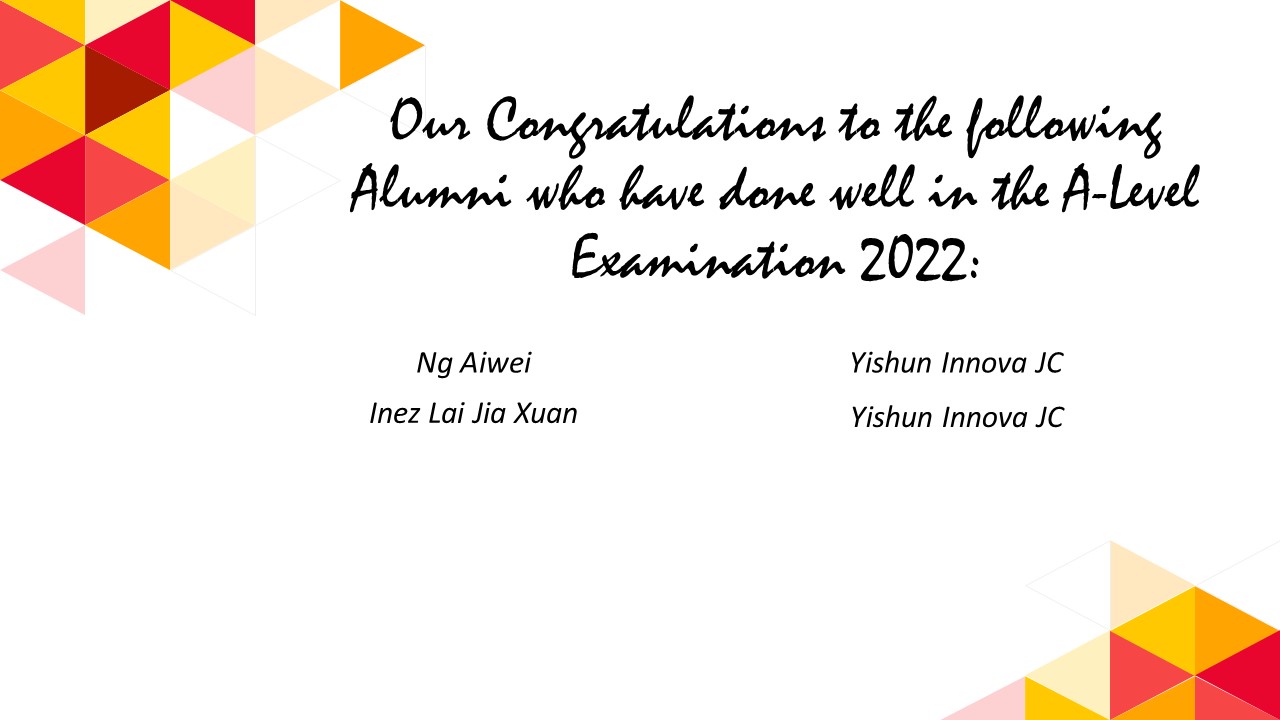 Our Congratulations to the following
Alumni who have done well in the A-Level
Examination 2022:
Ng Aiwei Yishun Innova JC
Inez Lai Jia Xuan Yishun Innova JC